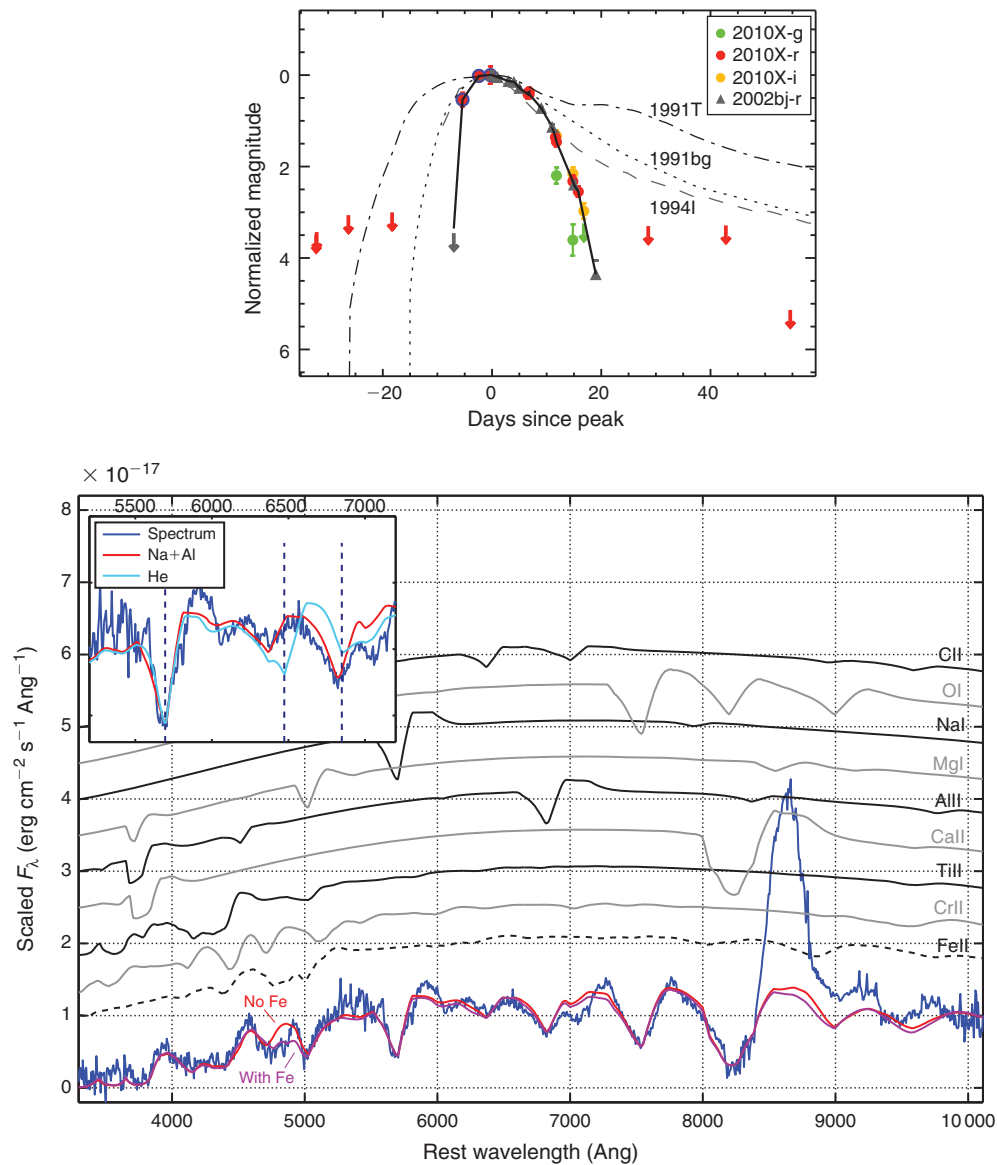 2010X-g
2010X-r
2010X-i
2002bj-r
0
2
4
6
Normalized magnitude
1991T
1991bg
1994I
−20
0
20
40
Days since peak
× 10−17
8
7
6
5
4
3
2
1
0
Scaled Fλ (erg cm−2 s−1 Ang−1)
5500
6000
6500
7000
Spectrum
Na+Al
He
CII
OI
NaI
MgI
AlII
CaII
TiII
CrII
FeII
No Fe
With Fe
4000
5000
6000
7000
8000
9000
10 000
Rest wavelength (Ang)